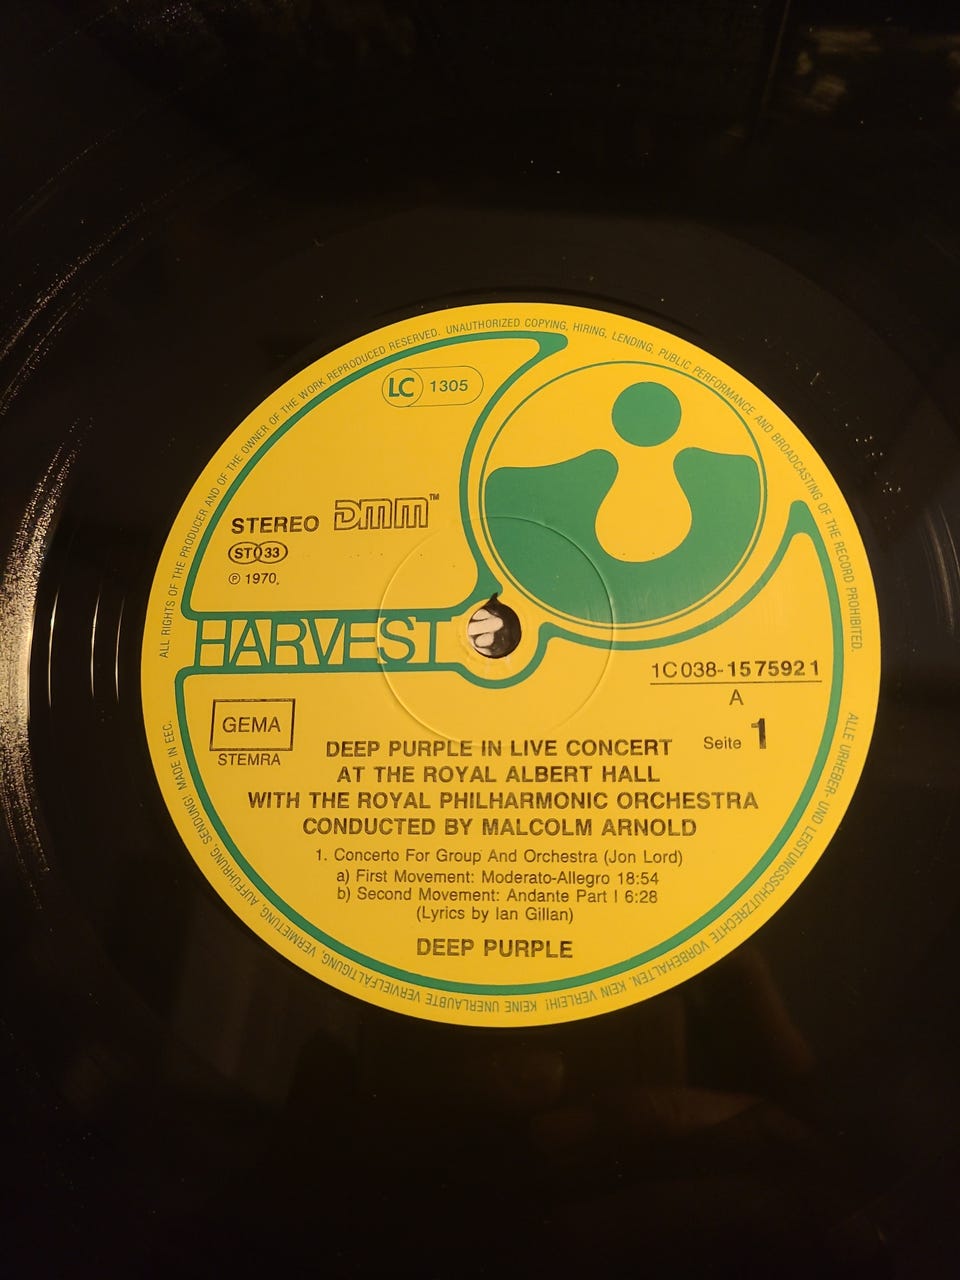 ALL RIGHTS OF THE PRODUCER AND OF THE OWNER OF THE WORK REPRODUCED RESERVED. UNAUTHORIZED COPYING, HIRING, LENDING, PUBLIC PERFORMANCE AND BROADCASTING OF THE RECORD PROHIBITED.
LC 1305
STEREO DMM™
ST 33
℗ 1970,
HARVEST
1C 038-15 7592 1
A
GEMA
STEMRA
Seite 1
DEEP PURPLE IN LIVE CONCERT
AT THE ROYAL ALBERT HALL
WITH THE ROYAL PHILHARMONIC ORCHESTRA
CONDUCTED BY MALCOLM ARNOLD
1. Concerto For Group And Orchestra (Jon Lord)
a) First Movement: Moderato-Allegro 18:54
b) Second Movement: Andante Part I 6:28
(Lyrics by Ian Gillan)
DEEP PURPLE
ALLE URHEBER- UND LEISTUNGSSCHUTZRECHTE VORBEHALTEN. KEIN VERLEIH! KEINE UNERLAUBTE VERVIELFÄLTIGUNG, VERMIETUNG, AUFFÜHRUNG, SENDUNG! MADE IN EEC.